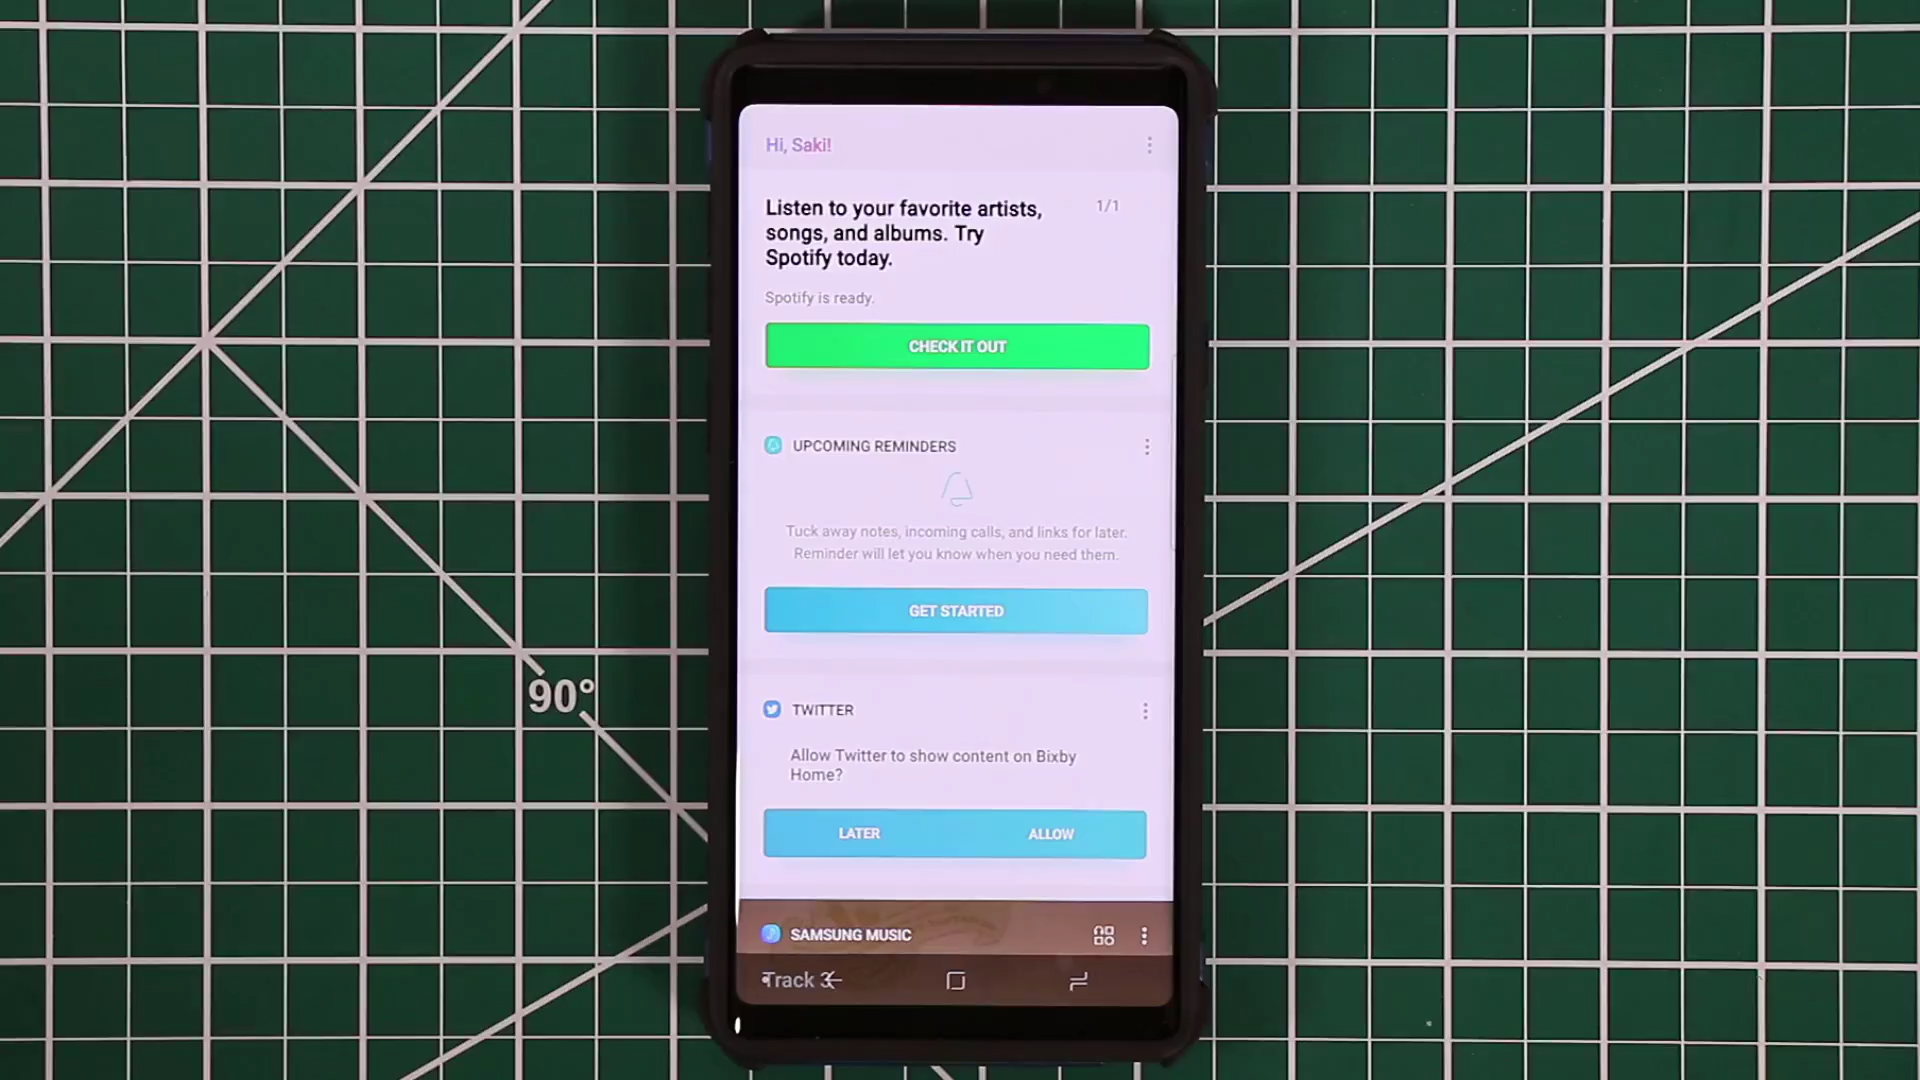 Hi, Saki!
Listen to your favorite artists,
songs, and albums. Try
Spotify today.
1/1
Spotify is ready.
CHECK IT OUT
UPCOMING REMINDERS
Tuck away notes, incoming calls, and links for later.
Reminder will let you know when you need them.
GET STARTED
90°
TWITTER
Allow Twitter to show content on Bixby
Home?
LATER ALLOW
SAMSUNG MUSIC
Track 3